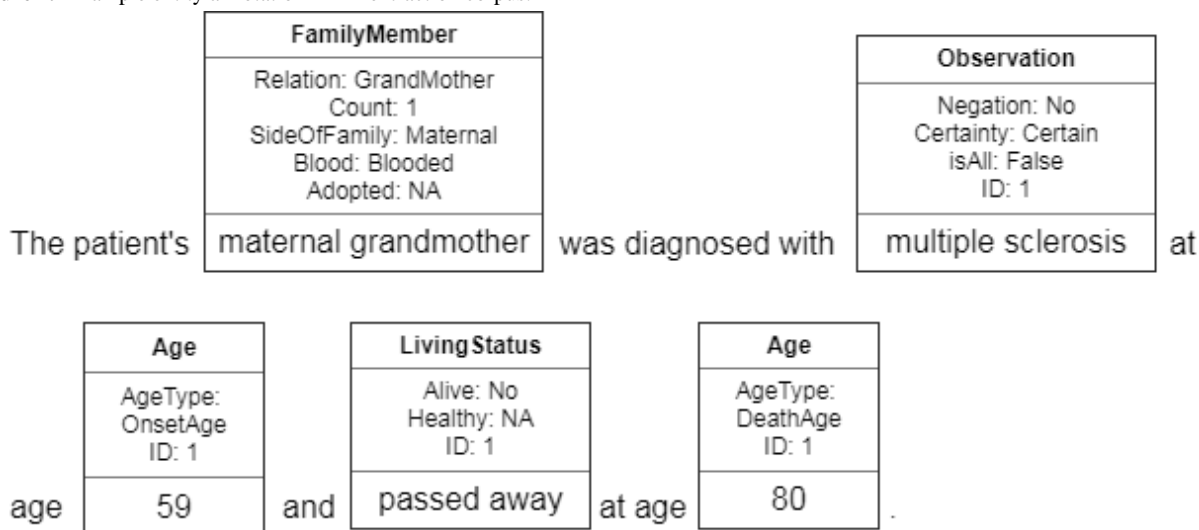 FamilyMember
Relation: GrandMother
Count: 1
SideOfFamily: Maternal
Blood: Blooded
Adopted: NA
Observation
Negation: No
Certainty: Certain
isAll: False
ID: 1
The patient's maternal grandmother was diagnosed with multiple sclerosis at
Age
AgeType:
OnsetAge
ID: 1
LivingStatus
Alive: No
Healthy: NA
ID: 1
Age
AgeType:
DeathAge
ID: 1
age 59 and passed away at age 80 .